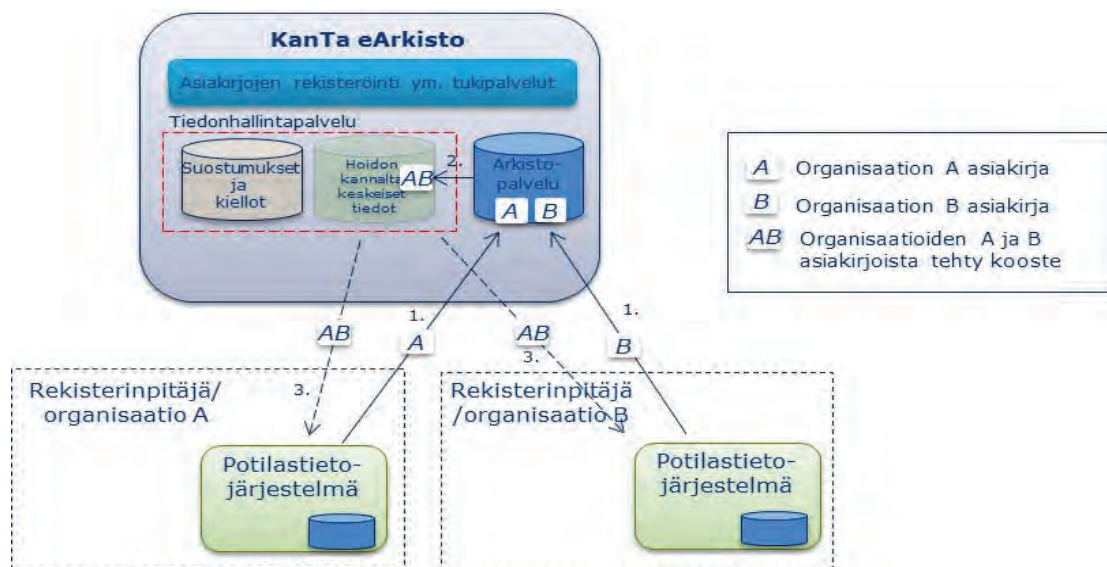 KanTa eArkisto
Asiakirjojen rekisteröinti ym. tukipalvelut
Tiedonhallintapalvelu
Suostumukset
ja
kiellot
Hoidon
kannalta
keskeiset
tiedot
AB
2.
Arkisto-
palvelu
A
B
A Organisaation A asiakirja
B Organisaation B asiakirja
AB Organisaatioiden A ja B
asiakirjoista tehty kooste
1.
1.
AB
A
AB
B
3.
3.
Rekisterinpitäjä/
organisaatio A
Rekisterinpitäjä
/organisaatio B
Potilastieto-
järjestelmä
Potilastieto-
järjestelmä